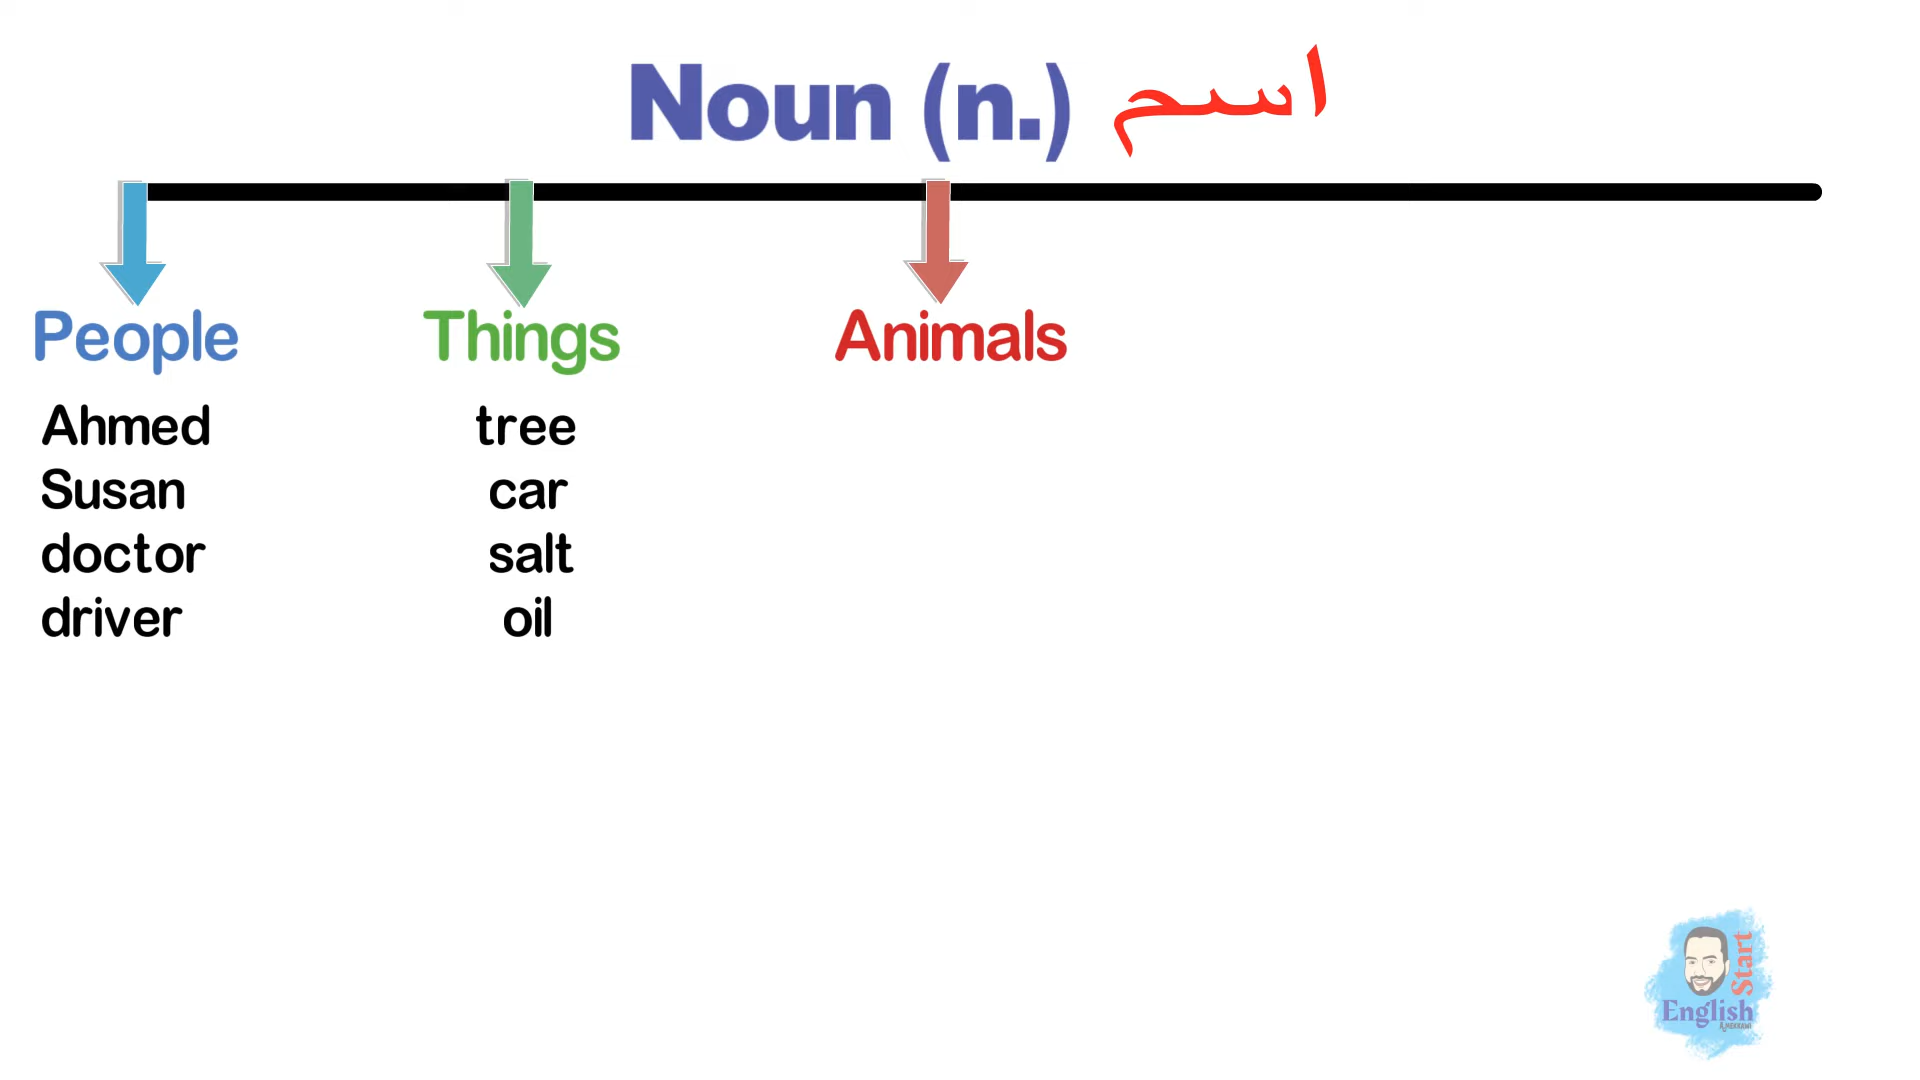 Noun (n.) اسم
People
Things
Animals
Ahmed
Susan
doctor
driver
tree
car
salt
oil
Start
English